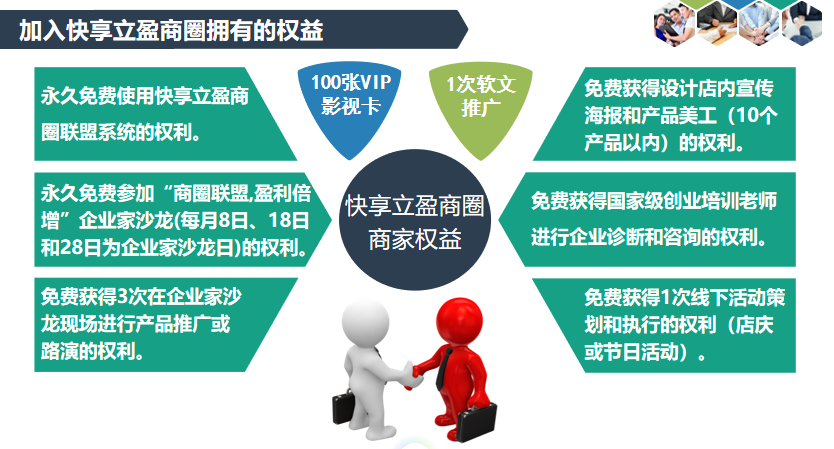 加入快享立盈商圈拥有的权益
永久免费使用快享立盈商
圈联盟系统的权利。
永久免费参加“商圈联盟,盈利倍
增”企业家沙龙(每月8日、18日
和28日为企业家沙龙日)的权利。
免费获得3次在企业家沙
龙现场进行产品推广或
路演的权利。
100张VIP
影视卡
1次软文
推广
快享立盈商圈
商家权益
免费获得设计店内宣传
海报和产品美工（10个
产品以内）的权利。
免费获得国家级创业培训老师
进行企业诊断和咨询的权利。
免费获得1次线下活动策
划和执行的权利（店庆
或节日活动）。